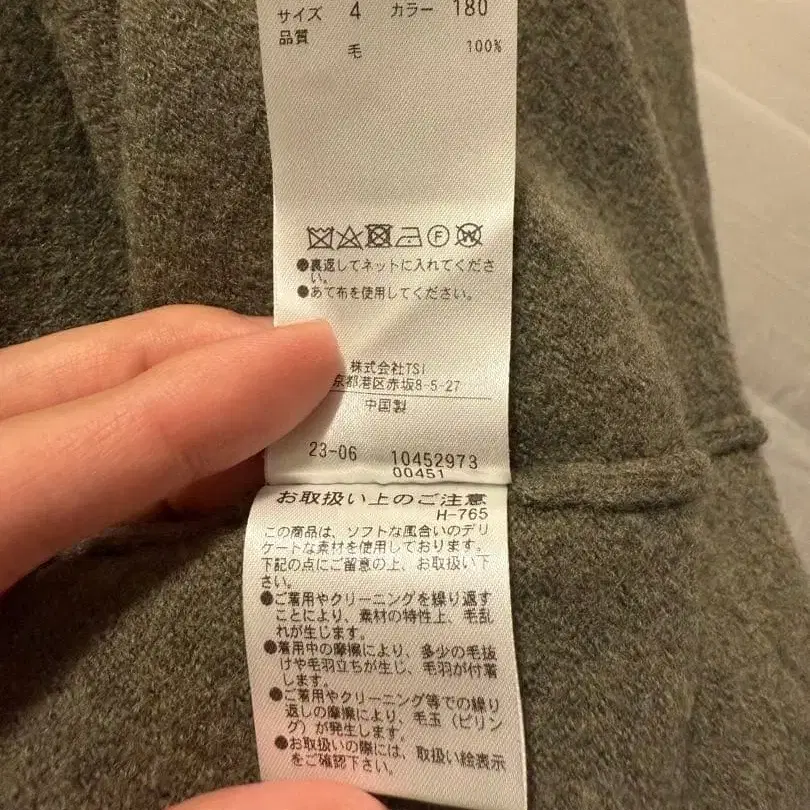 サイズ 4 カラー 180
品質
毛 100%
●裏返してネットに入れてくださ
い。
●あて布を使用してください。
株式会社TSI
京都港区赤坂8-5-27
中国製
23-06 10452973
00451
お取扱い上のご注意
H-765
この商品は、ソフトな風合いのデリ
ケートな素材を使用しております。
下記の点にご留意の上、お取扱い下
さい。
●ご着用やクリーニングを繰り返す
ことにより、素材の特性上、毛乱
れが生じます。
●着用中の摩擦により、多少の毛抜
けや毛羽立ちが生じ、毛羽が付着
します。
●ご着用やクリーニング等での繰り
返しの摩擦により、毛玉（ピリン
グ）が発生します。
●お取扱いの際には、取扱い絵表示
をご確認下さい。